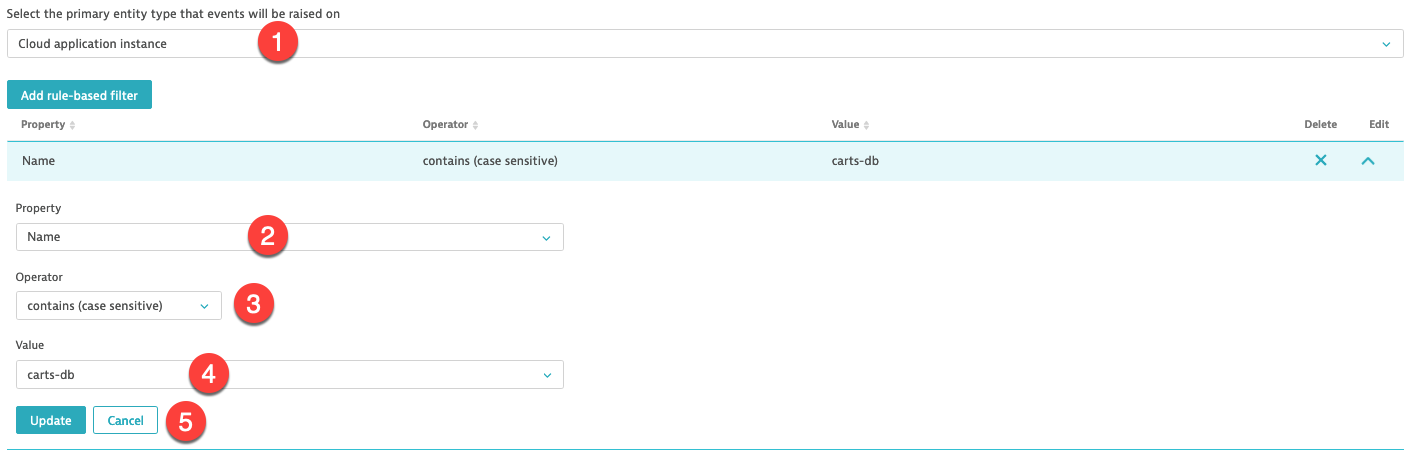 Select the primary entity type that events will be raised on
Cloud application instance 1
Add rule-based filter
Property Operator Value Delete Edit
Name contains (case sensitive) carts-db
Property
Name 2
Operator
contains (case sensitive) 3
Value
carts-db 4
Update Cancel 5